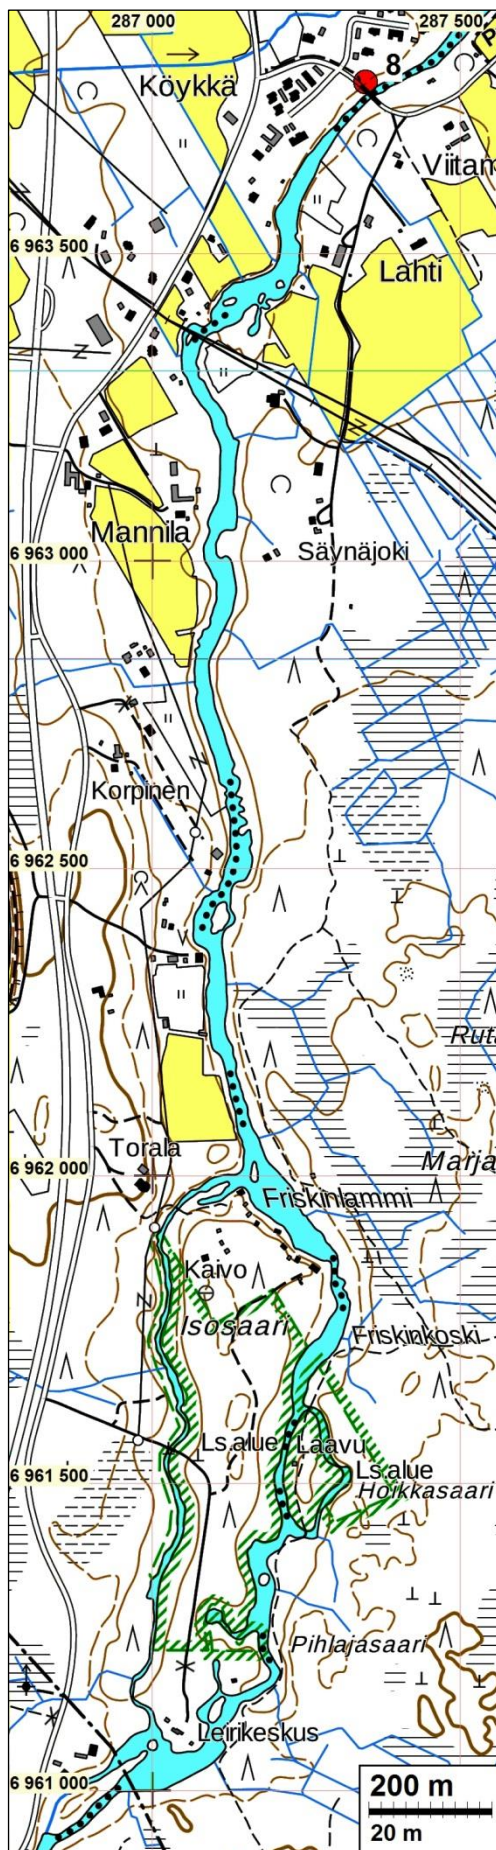 287 000
287 500
8
Köykkä
Viitam
6 963 500
Lahti
Mannila
6 963 000
Säynäjoki
Korpinen
6 962 500
Ruta
Torala
6 962 000
Marja
Friskinlammi
Kaivo
Isosaari
Friskinkoski
Ls.alue
Laavu
Ls.alue
6 961 500
Hoikkasaari
Pihlajasaari
Leirikeskus
6 961 000
200 m
20 m